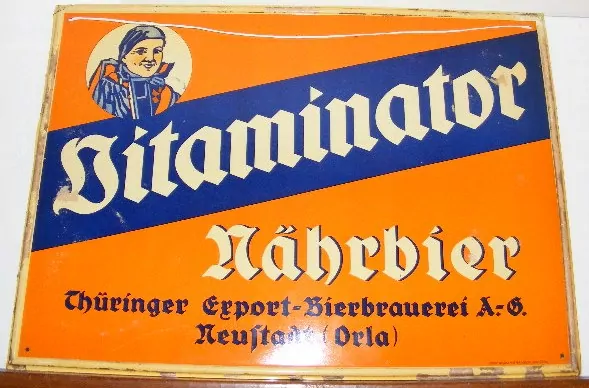 Vitaminator
Nährbier
Thüringer Export-Bierbrauerei A.-G.
Neuſtadt (Orla)